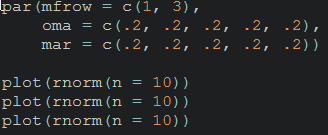 par(mfrow = c(1, 3),
oma = c(.2, .2, .2, .2, .2),
mar = c(.2, .2, .2, .2, .2))
plot(rnorm(n = 10))
plot(rnorm(n = 10))
plot(rnorm(n = 10))